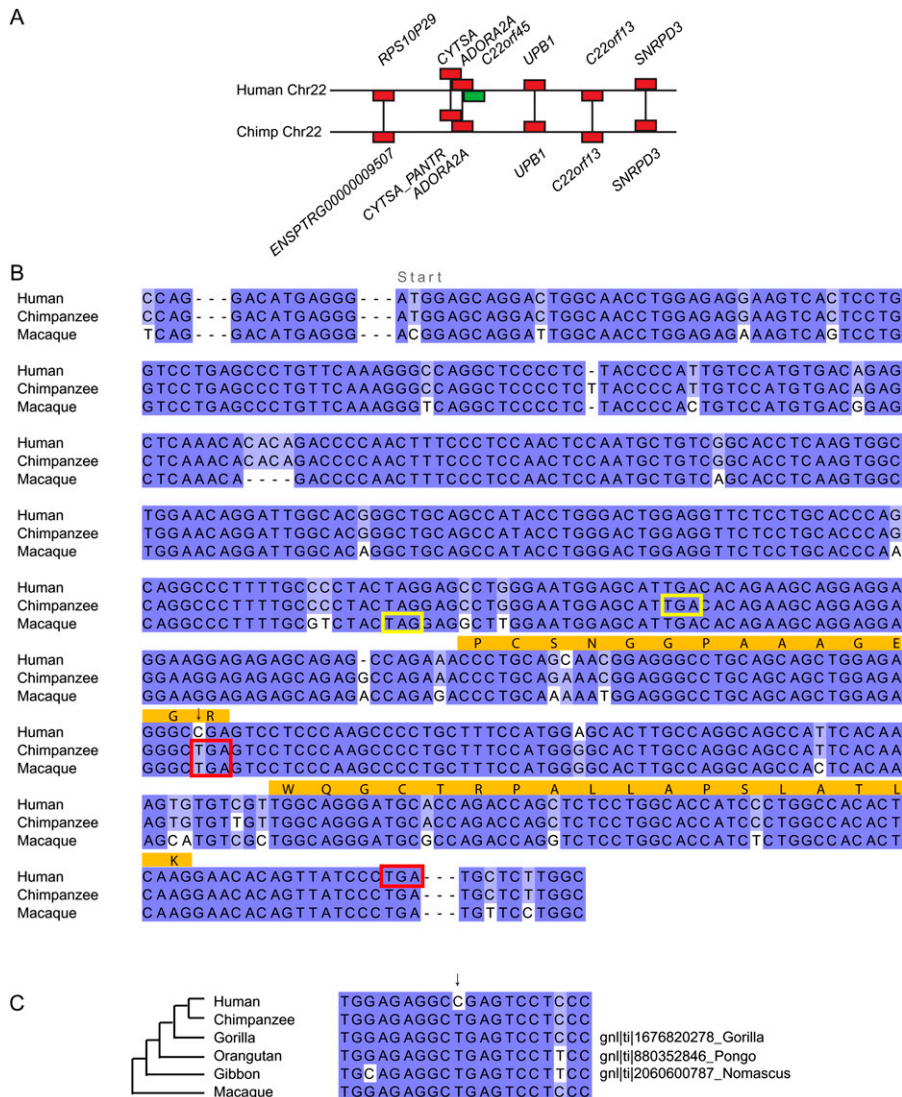 A
RPS10P29 CYTSA ADORA2A C22orf45 UPB1 C22orf13 SNRPD3
Human Chr22
Chimp Chr22
ENSPTRG00000009507 CYTSA_PANTR ADORA2A UPB1 C22orf13 SNRPD3
B
Start
Human CCAG---GACATGAGGG---ATGGAGCAGGACTGGCAACCTGGAGAGGAAGTCACTCCTG
Chimpanzee CCAG---GACATGAGGG---ATGGAGCAGGACTGGCAACCTGGAGAGGAAGTCACTCCTG
Macaque TCAG---GACATGAGGG---ACGGAGCAGGATTGGCAACCTGGAGAGAAAGTCAGTCCTG
Human GTCCTGAGCCCTGTTCAAAGGGCCAGGCTCCCCTC-TACCCCATTGTCCATGTGACAGAG
Chimpanzee GTCCTGAGCCCTGTTCAAAGGGCCAGGCTCCCCTCTTACCCCATTGTCCATGTGACAGAG
Macaque GTCCTGAGCCCTGTTCAAAGGGTCAGGCTCCCCTC-TACCCCACTGTCCATGTGACGGAG
Human CTCAAACACACAGACCCCAACTTTCCCTCCAACTCCAATGCTGTCGGCACCTCAAGTGGC
Chimpanzee CTCAAACACACAGACCCCAACTTTCCCTCCAACTCCAATGCTGTCGGCACCTCAAGTGGC
Macaque CTCAAACA----GACCCCAACTTTCCCTCCAACTCCAATGCTGTCAGCACCTCAAGTGGC
Human TGGAACAGGATTGGCACGGGCTGCAGCCATACCTGGGACTGGAGGTTCTCCTGCACCCAG
Chimpanzee TGGAACAGGATTGGCACGGGCTGCAGCCATACCTGGGACTGGAGGTTCTCCTGCACCCAG
Macaque TGGAACAGGATTGGCACAGGCTGCAGCCATACCTGGGACTGGAGGTTCTCCTGCACCCAA
Human CAGGCCCTTTTGCCCCTACTAGGAGCCTGGGAATGGAGCATTGACACAGAAGCAGGAGGA
Chimpanzee CAGGCCCTTTTGCCCCTACTAGGAGCCTGGGAATGGAGCATTGACACAGAAGCAGGAGGA
Macaque CAGGCCCTTTTGCGTCTACTAGGAGGCTTGGAATGGAGCATTGACACAGAAGCAGGAGGA
P C S N G G P A A A G E
Human GGAAGGAGAGAGCAGAG-CCAGAAACCCTGCAGCAACGGAGGGCCTGCAGCAGCTGGAGA
Chimpanzee GGAAGGAGAGAGCAGAGGCCAGAAACCCTGCAGAAACGGAGGGCCTGCAGCAGCTGGAGA
Macaque GGAAGGAGAGAGCAGAGACCAGAGACCCTGCAAAAATGGAGGGCCTGCAGCAGCTGGAGA
G ↓ R
Human GGGCCGAGTCCTCCCAAGCCCCTGCTTTCCATGGAGCACTTGCCAGGCAGCCATTCACAA
Chimpanzee GGGCTGAGTCCTCCCAAGCCCCTGCTTTCCATGGGGCACTTGCCAGGCAGCCATTCACAA
Macaque GGGCTGAGTCCTCCCAAGCCCCTGCTTTCCATGGGGCACTTGCCAGGCAGCCACTCACAA
W Q G C T R P A L L A P S L A T L
Human AGTGTGTCGTTGGCAGGGATGCACCAGACCAGCTCTCCTGGCACCATCCCTGGCCACACT
Chimpanzee AGTGTGTTGTTGGCAGGGATGCACCAGACCAGCTCTCCTGGCACCATCCCTGGCCACACT
Macaque AGCATGTCGCTGGCAGGGATGCGCCAGACCAGGTCTCCTGGCACCATCTCTGGCCACACT
K
Human CAAGGAACACAGTTATCCCTGA---TGCTCTTGGC
Chimpanzee CAAGGAACACAGTTATCCCTGA---TGCTCTTGGC
Macaque CAAGGAACACAGTTATCCCTGA---TGTTCCTGGC
C
↓
Human TGGAGAGGCCGAGTCCTCCC
Chimpanzee TGGAGAGGCTGAGTCCTCCC
Gorilla TGGAGAGGCTGAGTCCTCCC gnl|ti|1676820278_Gorilla
Orangutan TGGAGAGGCTGAGTCCTTCC gnl|ti|880352846_Pongo
Gibbon TGCAGAGGCTGAGTCCTTCC gnl|ti|2060600787_Nomascus
Macaque TGGAGAGGCTGAGTCCTCCC